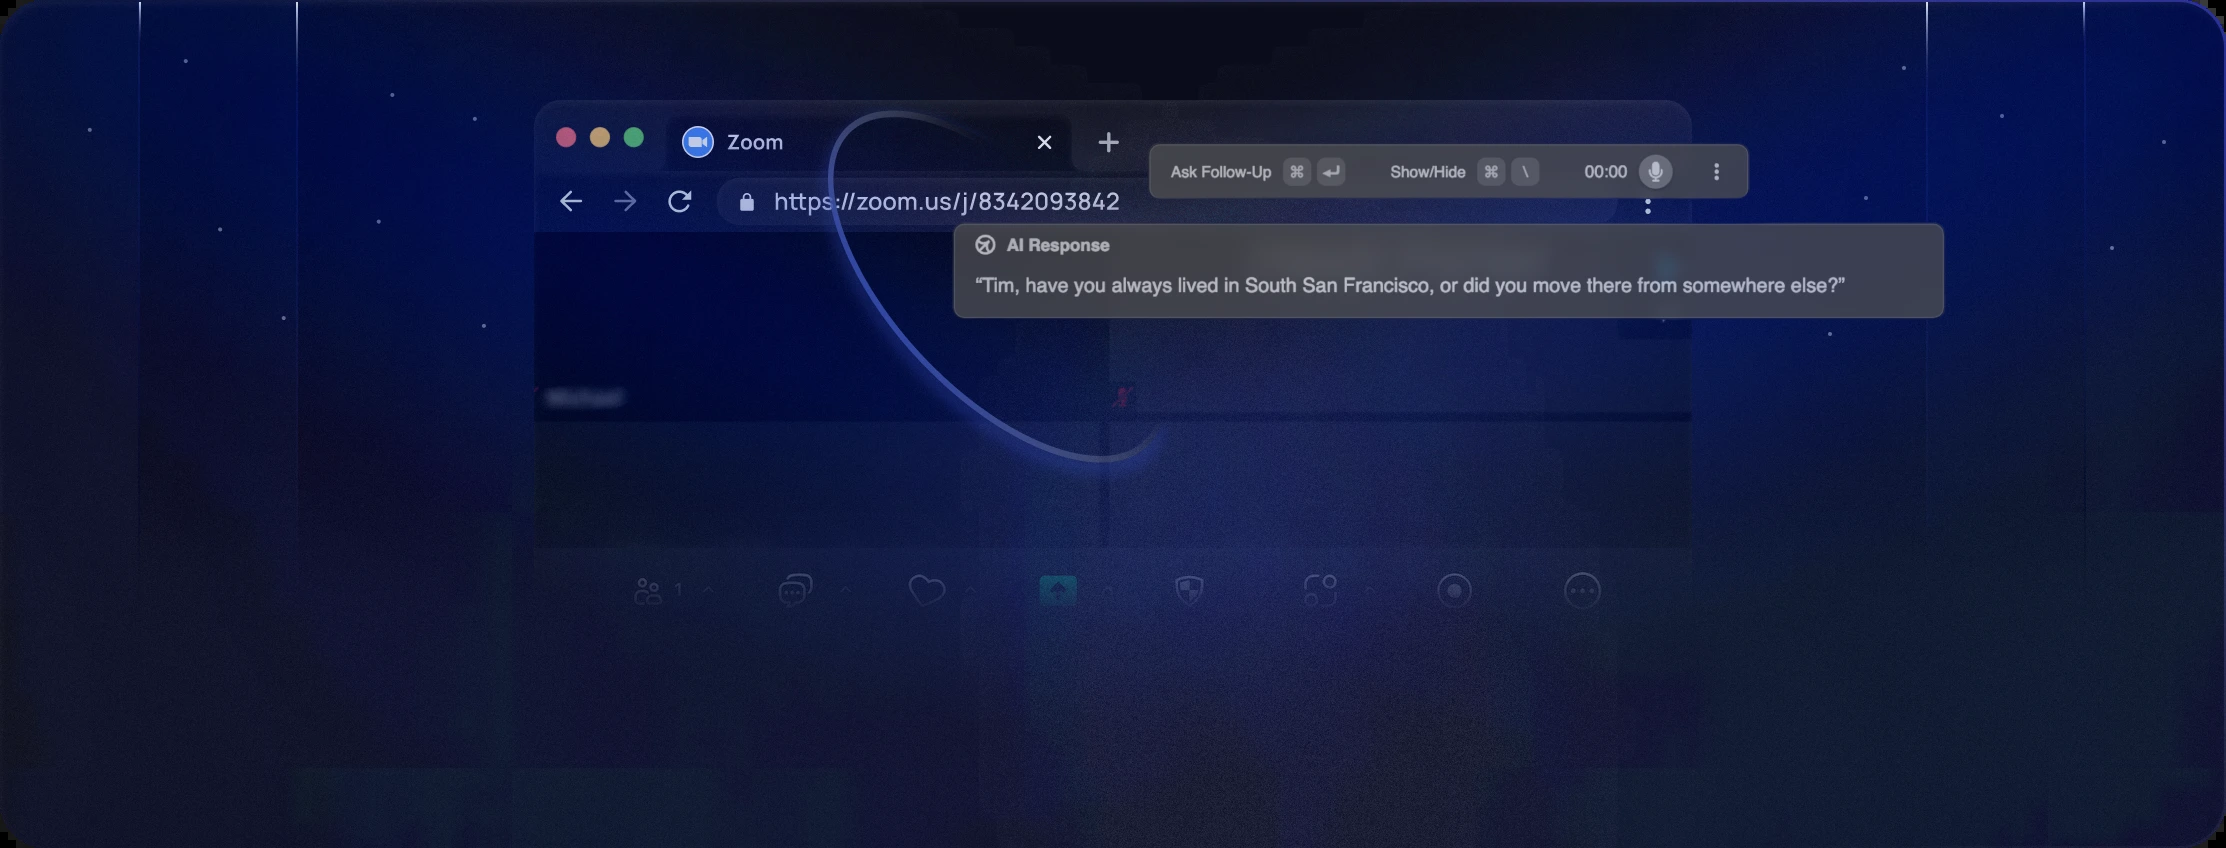 Zoom
https://zoom.us/j/8342093842
Ask Follow-Up ⌘ ↵ Show/Hide ⌘ \ 00:00
AI Response
“Tim, have you always lived in South San Francisco, or did you move there from somewhere else?”
Michael
1